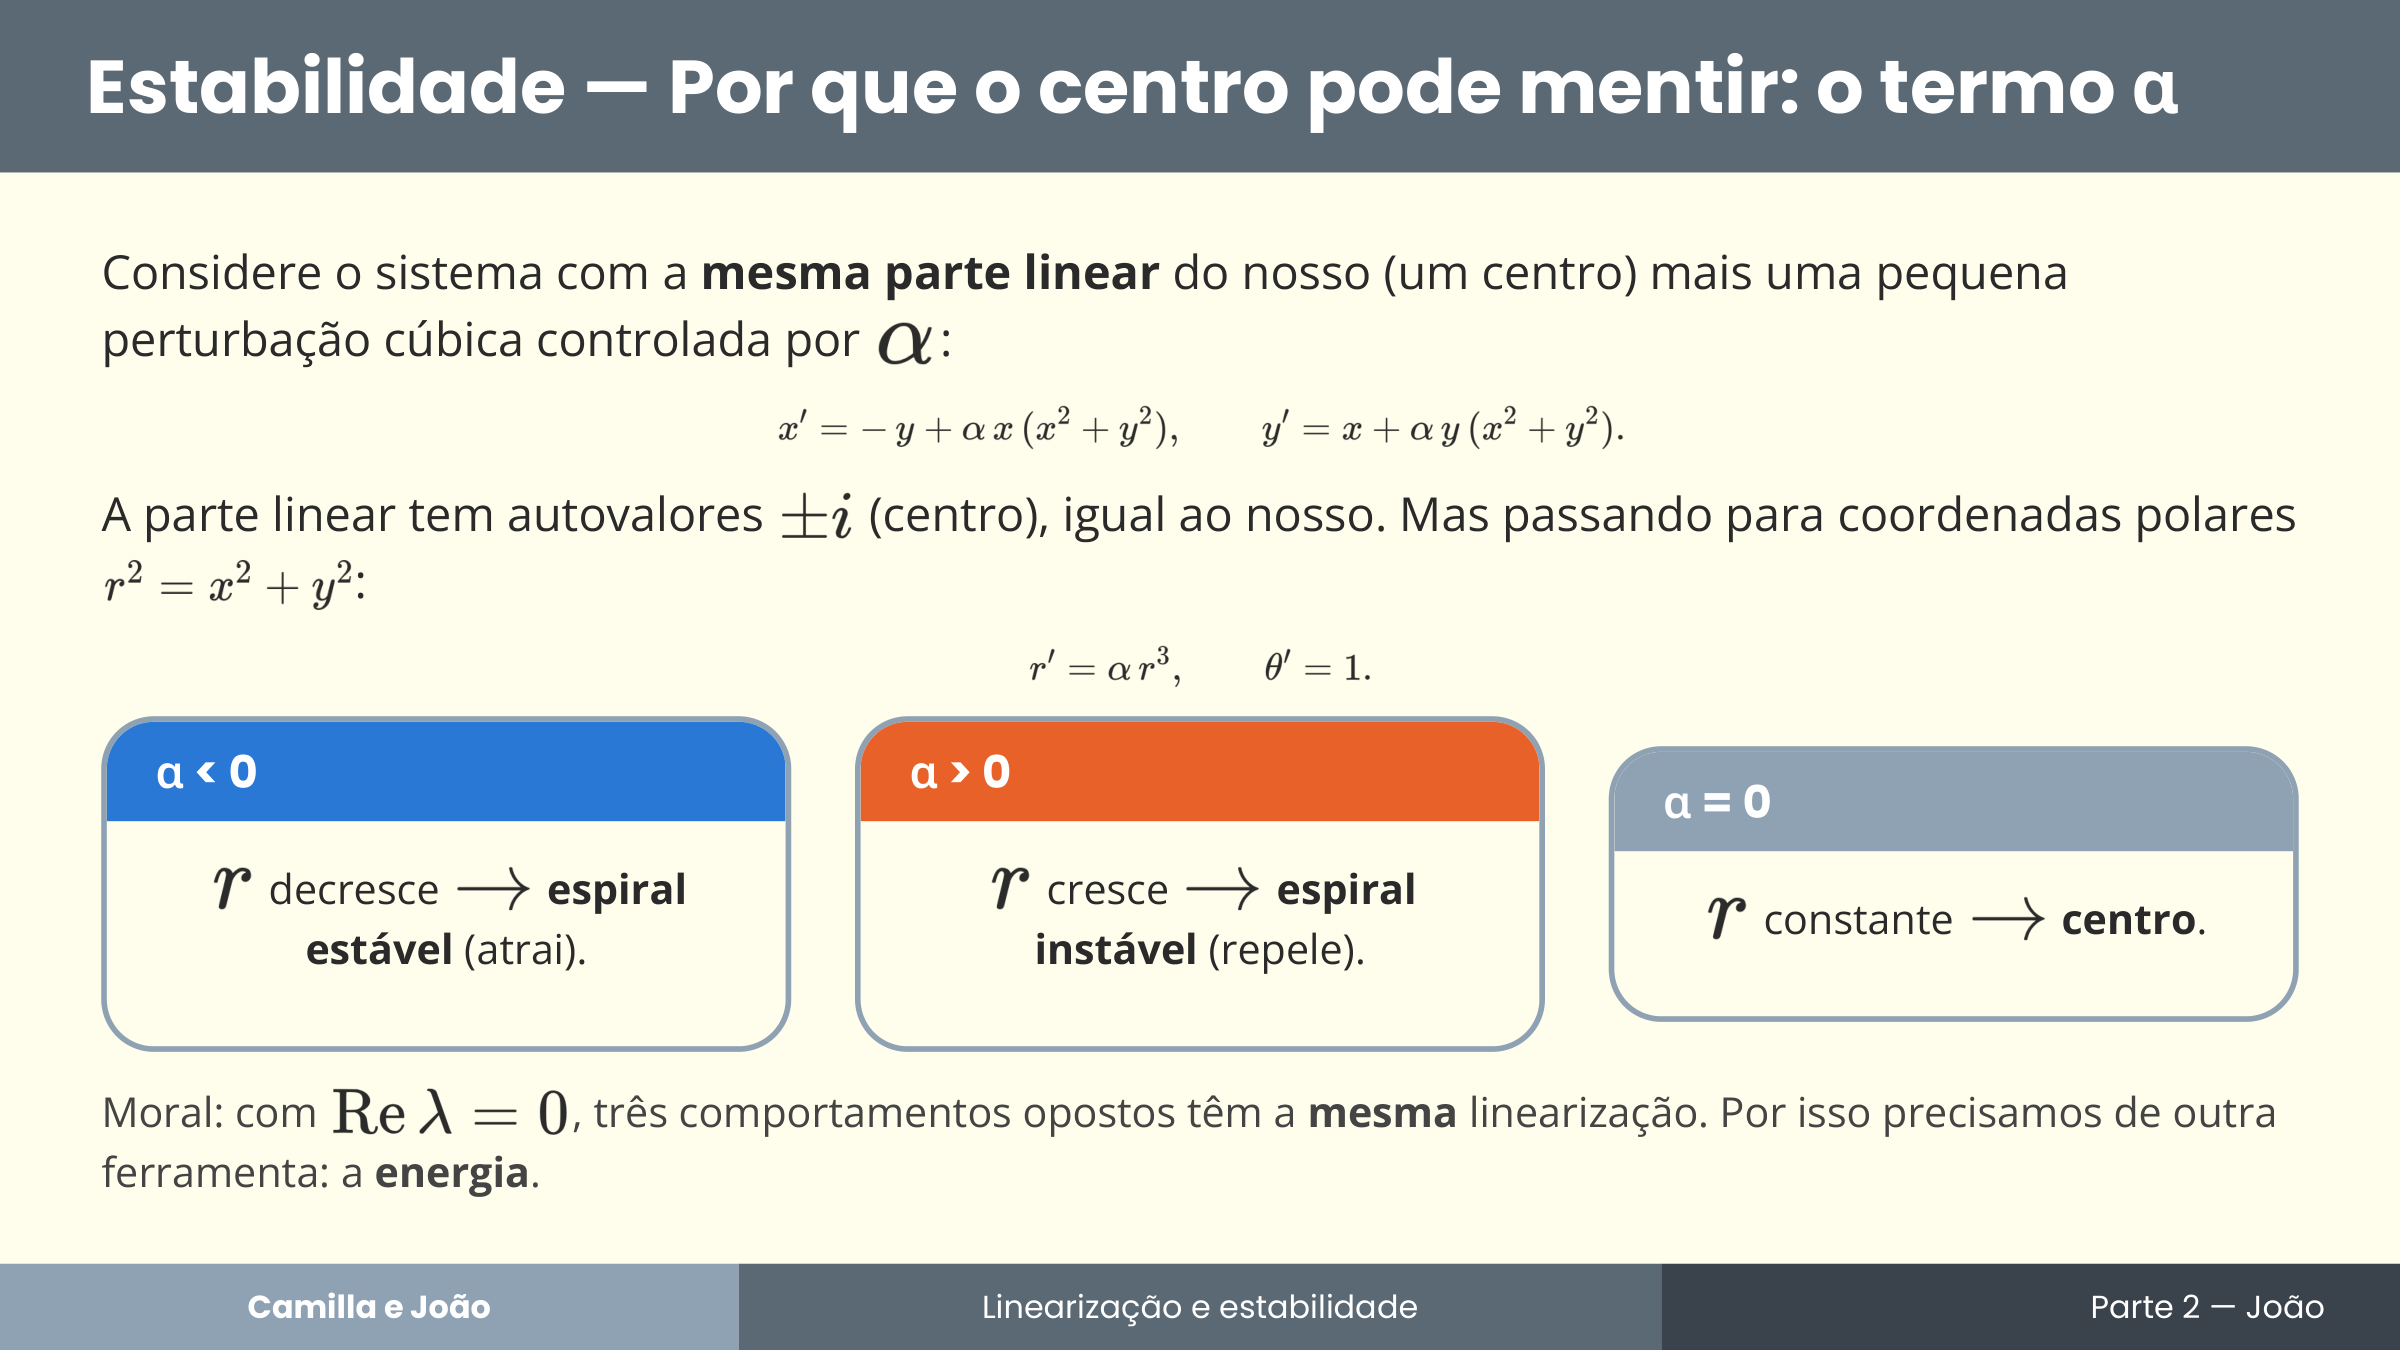 Estabilidade — Por que o centro pode mentir: o termo α
Considere o sistema com a mesma parte linear do nosso (um centro) mais uma pequena
perturbação cúbica controlada por α:
x′ = −y + α x (x² + y²), y′ = x + α y (x² + y²).
A parte linear tem autovalores ±i (centro), igual ao nosso. Mas passando para coordenadas polares
r² = x² + y²:
r′ = α r³, θ′ = 1.
α < 0
r decresce → espiral
estável (atrai).
α > 0
r cresce → espiral
instável (repele).
α = 0
r constante → centro.
Moral: com Re λ = 0, três comportamentos opostos têm a mesma linearização. Por isso precisamos de outra
ferramenta: a energia.
Camilla e João
Linearização e estabilidade
Parte 2 — João